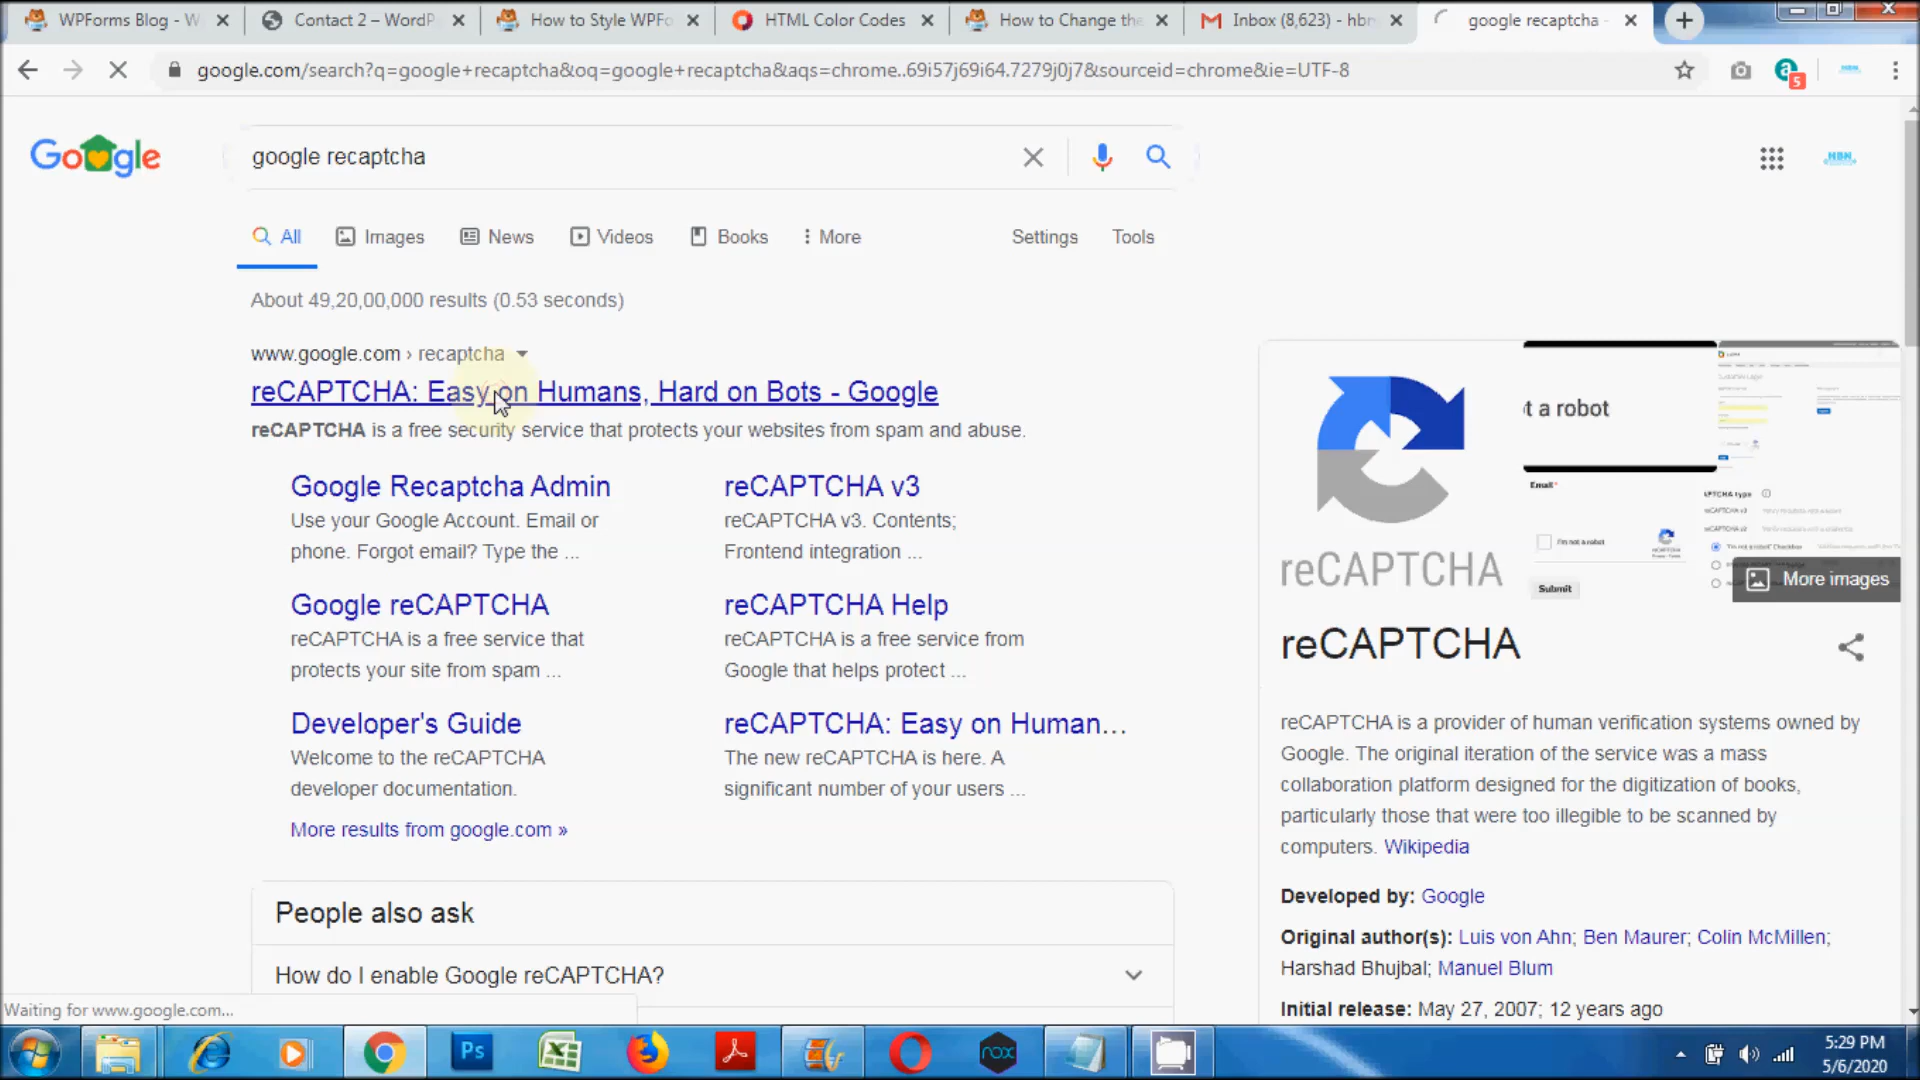 WPForms Blog - W
Contact 2 – WordP
How to Style WPFo
HTML Color Codes
How to Change the
Inbox (8,623) - hbn
google recaptcha -
google.com/search?q=google+recaptcha&oq=google+recaptcha&aqs=chrome..69i57j69i64.7279j0j7&sourceid=chrome&ie=UTF-8
5
Google
google recaptcha
HBN
All
Images
News
Videos
Books
More
Settings
Tools
About 49,20,00,000 results (0.53 seconds)
www.google.com › recaptcha
reCAPTCHA: Easy on Humans, Hard on Bots - Google
reCAPTCHA is a free security service that protects your websites from spam and abuse.
Google Recaptcha Admin
Use your Google Account. Email or
phone. Forgot email? Type the ...
reCAPTCHA v3
reCAPTCHA v3. Contents;
Frontend integration ...
Google reCAPTCHA
reCAPTCHA is a free service that
protects your site from spam ...
reCAPTCHA Help
reCAPTCHA is a free service from
Google that helps protect ...
Developer's Guide
Welcome to the reCAPTCHA
developer documentation.
reCAPTCHA: Easy on Human...
The new reCAPTCHA is here. A
significant number of your users ...
More results from google.com »
People also ask
How do I enable Google reCAPTCHA?
reCAPTCHA
t a robot
Email*
I'm not a robot
Submit
APTCHA type
More images
reCAPTCHA
reCAPTCHA is a provider of human verification systems owned by
Google. The original iteration of the service was a mass
collaboration platform designed for the digitization of books,
particularly those that were too illegible to be scanned by
computers. Wikipedia
Developed by: Google
Original author(s): Luis von Ahn; Ben Maurer; Colin McMillen;
Harshad Bhujbal; Manuel Blum
Initial release: May 27, 2007; 12 years ago
Waiting for www.google.com...
Ps
nox
5:29 PM
5/6/2020